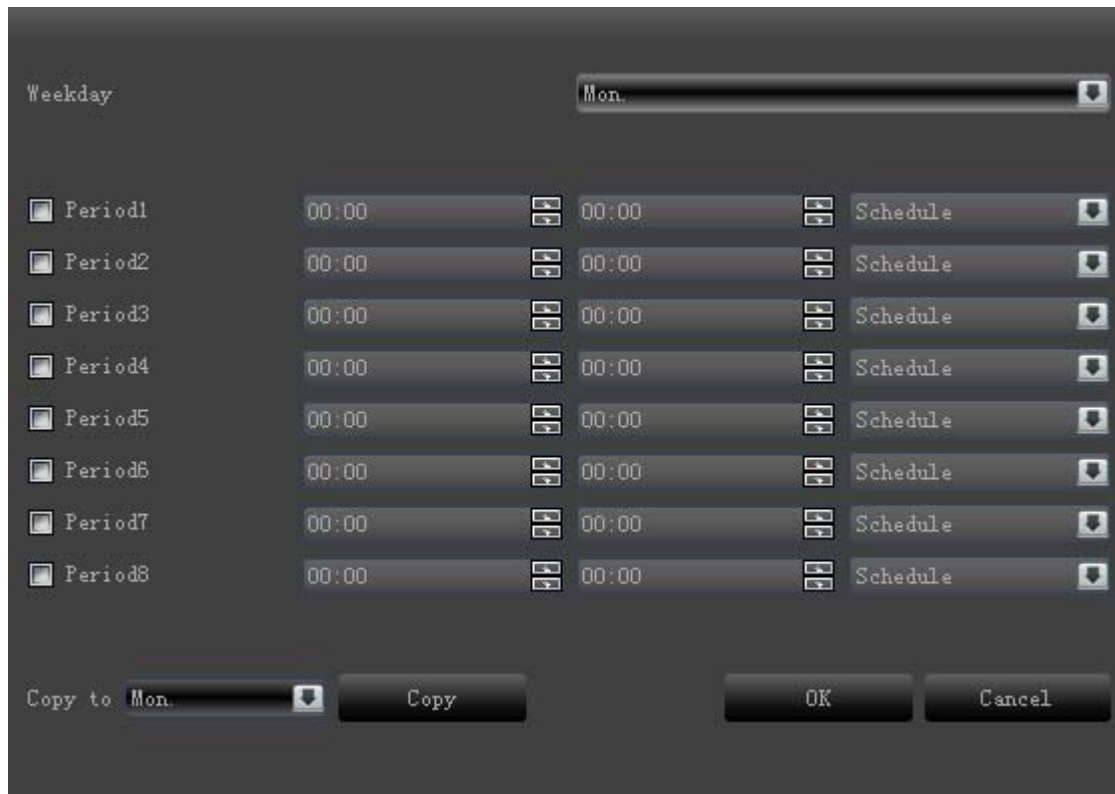 Weekday Mon.
Period1 00:00 00:00 Schedule
Period2 00:00 00:00 Schedule
Period3 00:00 00:00 Schedule
Period4 00:00 00:00 Schedule
Period5 00:00 00:00 Schedule
Period6 00:00 00:00 Schedule
Period7 00:00 00:00 Schedule
Period8 00:00 00:00 Schedule
Copy to Mon. Copy OK Cancel